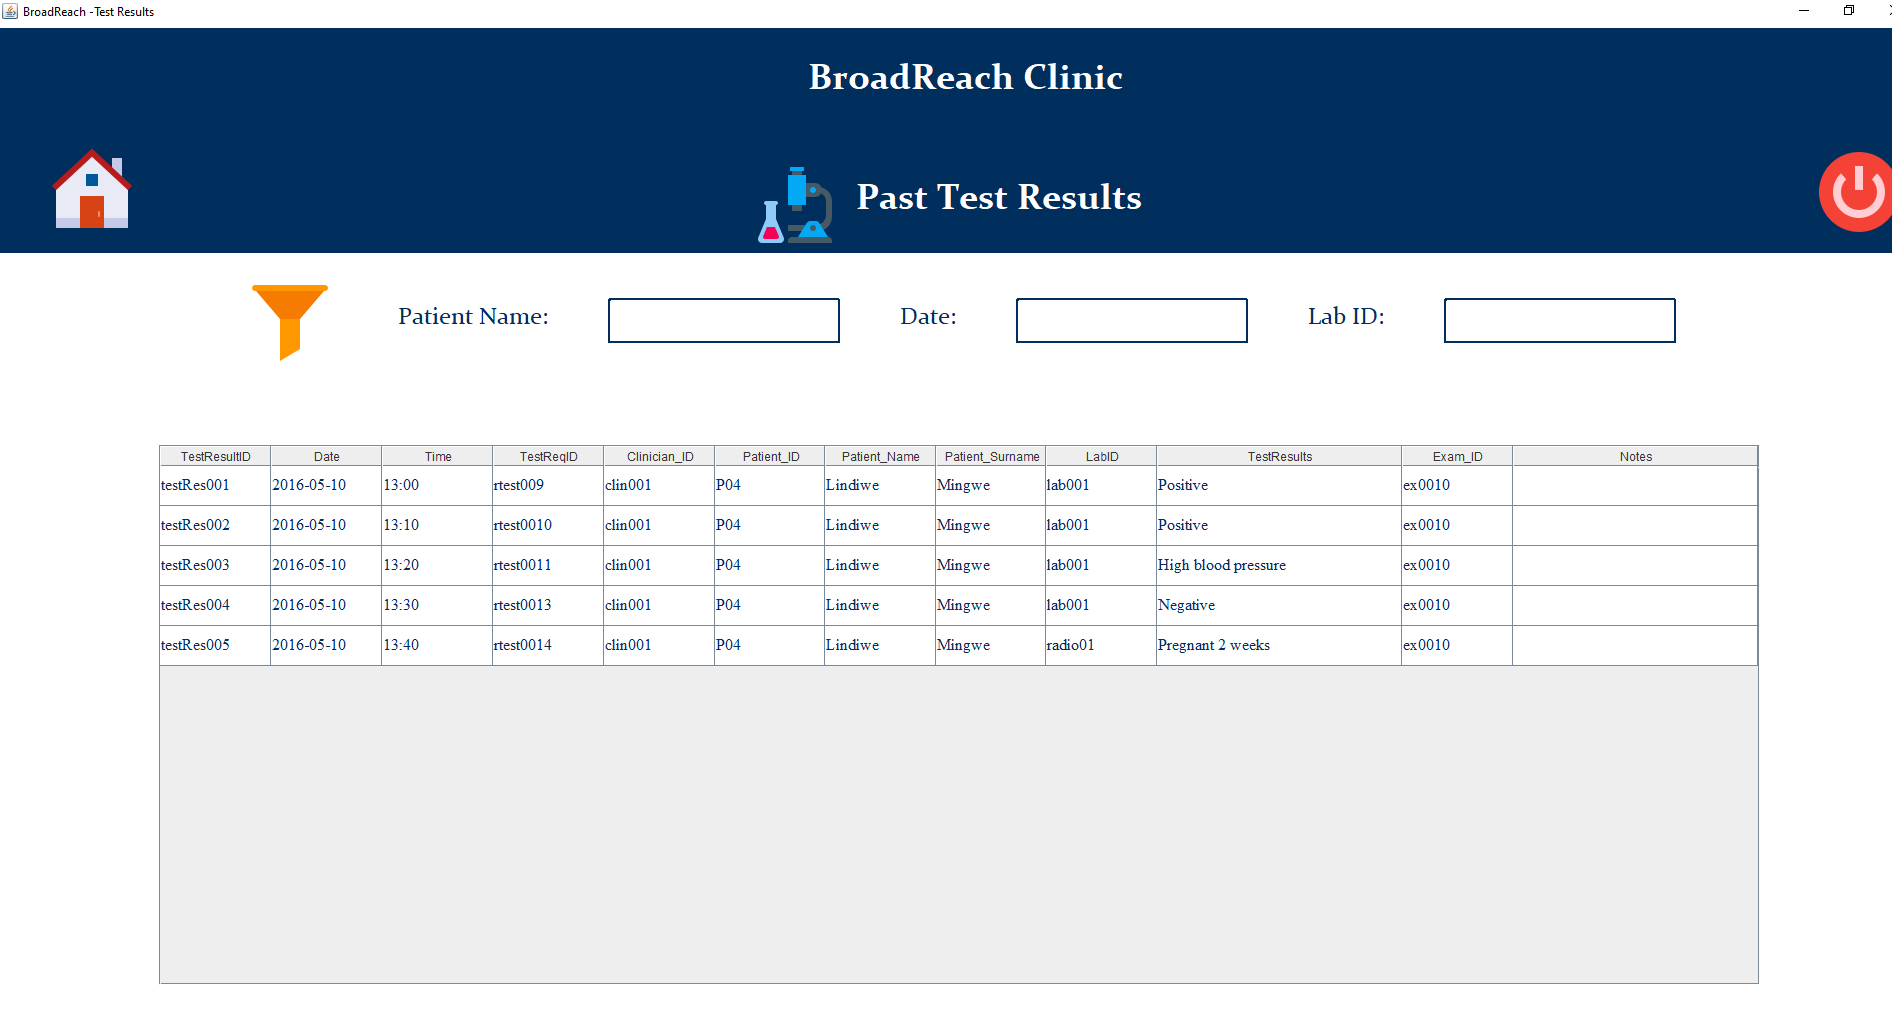 BroadReach -Test Results
BroadReach Clinic
Past Test Results
Patient Name: Date: Lab ID:
TestResultID Date Time TestReqID Clinician_ID Patient_ID Patient_Name Patient_Surname LabID TestResults Exam_ID Notes
testRes001 2016-05-10 13:00 rtest009 clin001 P04 Lindiwe Mingwe lab001 Positive ex0010
testRes002 2016-05-10 13:10 rtest0010 clin001 P04 Lindiwe Mingwe lab001 Positive ex0010
testRes003 2016-05-10 13:20 rtest0011 clin001 P04 Lindiwe Mingwe lab001 High blood pressure ex0010
testRes004 2016-05-10 13:30 rtest0013 clin001 P04 Lindiwe Mingwe lab001 Negative ex0010
testRes005 2016-05-10 13:40 rtest0014 clin001 P04 Lindiwe Mingwe radio01 Pregnant 2 weeks ex0010